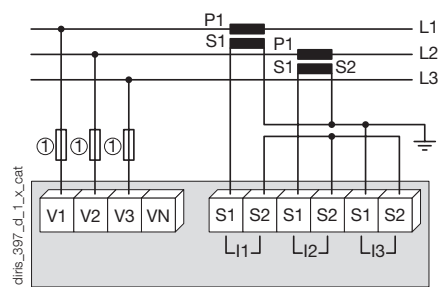 P1 L1
S1 P1 L2
S1 S2
L3
① ① ①
V1 V2 V3 VN S1 S2 S1 S2 S1 S2
I1 I2 I3
diris_397_d_1_x_cat